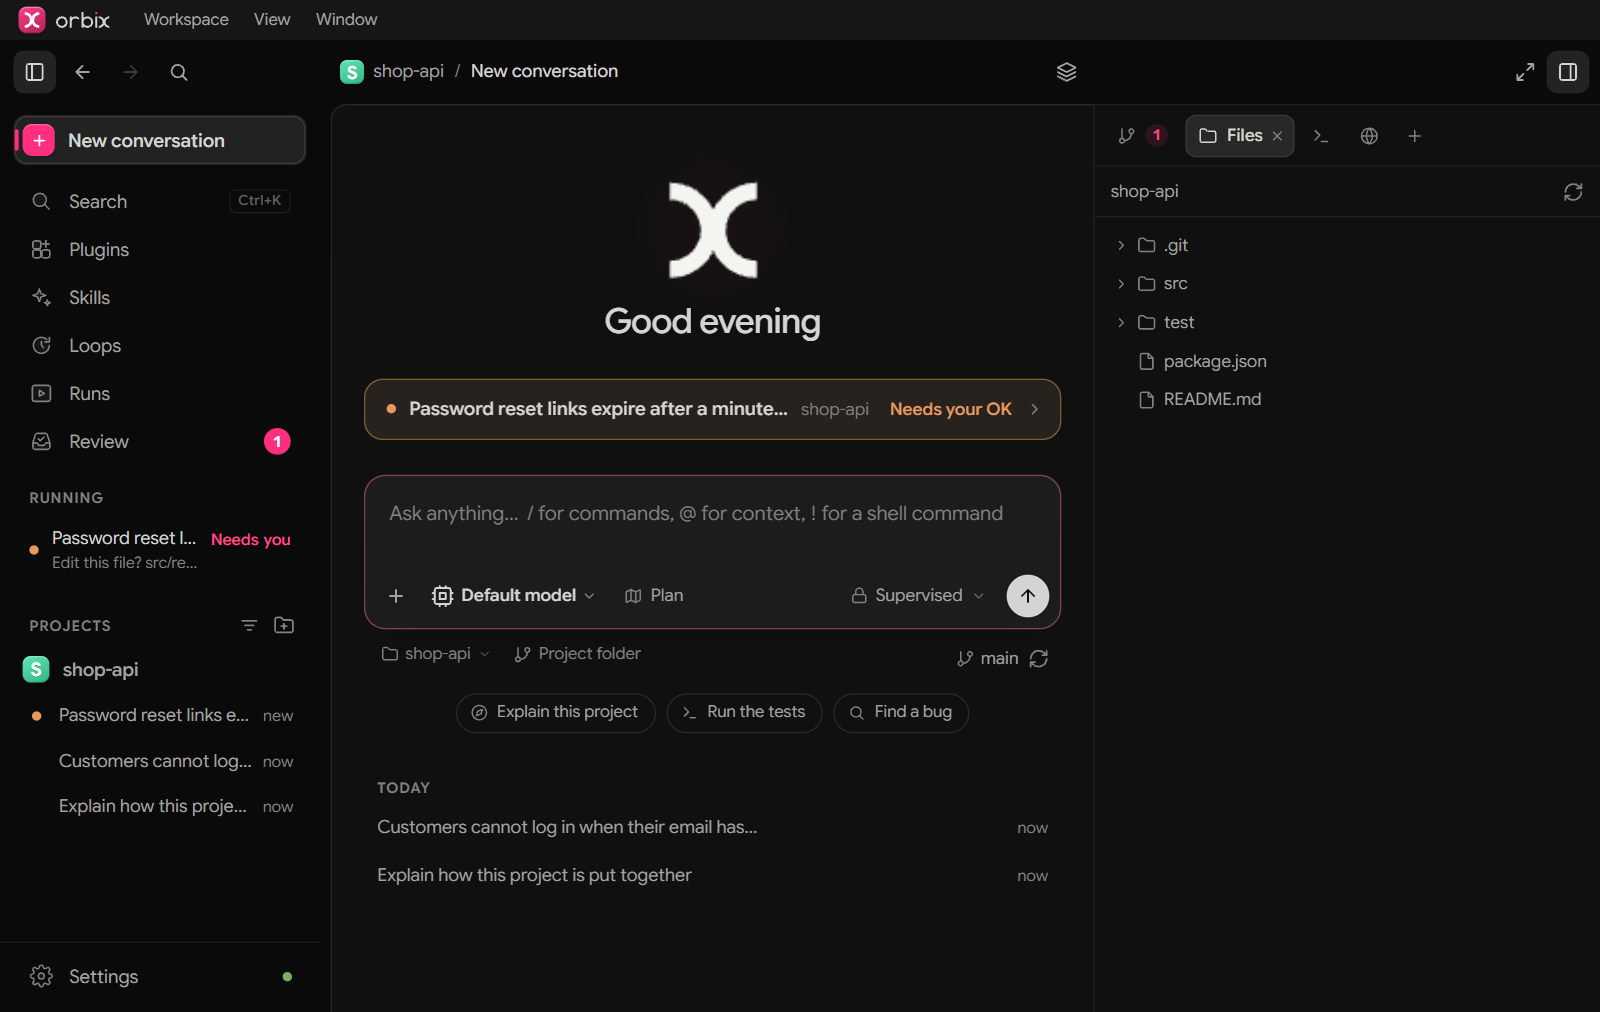 orbix
Workspace
View
Window
S shop-api / New conversation
New conversation
Search
Ctrl+K
Plugins
Skills
Loops
Runs
Review
1
RUNNING
Password reset l...
Needs you
Edit this file? src/re...
PROJECTS
S shop-api
Password reset links e...
new
Customers cannot log...
now
Explain how this proje...
now
Settings
Good evening
Password reset links expire after a minute...
shop-api
Needs your OK
Ask anything... / for commands, @ for context, ! for a shell command
Default model
Plan
Supervised
shop-api
Project folder
main
Explain this project
Run the tests
Find a bug
TODAY
Customers cannot log in when their email has...
now
Explain how this project is put together
now
1
Files
shop-api
.git
src
test
package.json
README.md